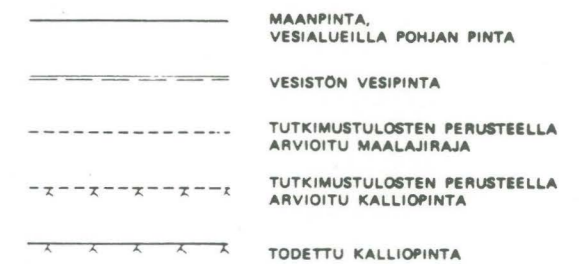 MAANPINTA,
VESIALUEILLA POHJAN PINTA
VESISTÖN VESIPINTA
TUTKIMUSTULOSTEN PERUSTEELLA
ARVIOITU MAALAJIRAJA
TUTKIMUSTULOSTEN PERUSTEELLA
ARVIOITU KALLIOPINTA
TODETTU KALLIOPINTA